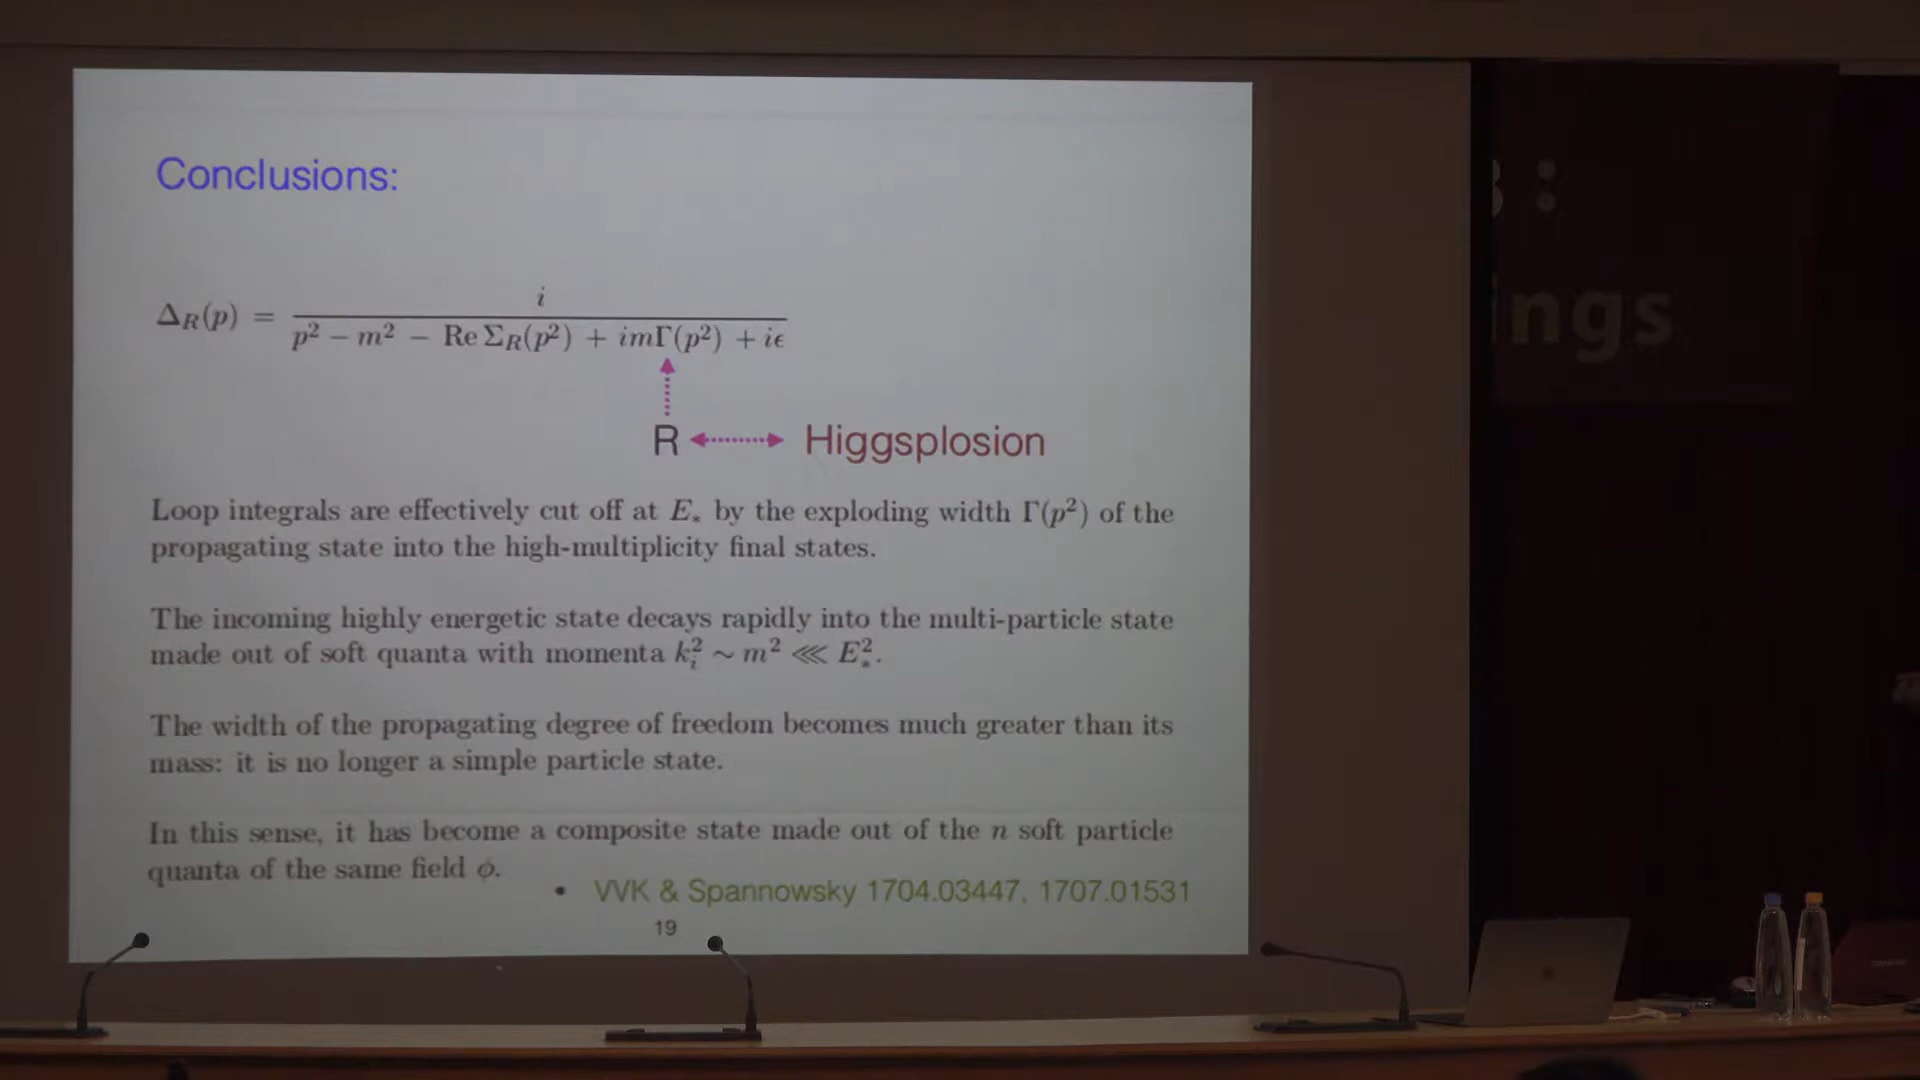 Conclusions:
Δ_R(p) = i / (p² − m² − Re Σ_R(p²) + imΓ(p²) + iϵ)
R Higgsplosion
Loop integrals are effectively cut off at E_* by the exploding width Γ(p²) of the
propagating state into the high-multiplicity final states.
The incoming highly energetic state decays rapidly into the multi-particle state
made out of soft quanta with momenta k_i² ∼ m² ⋘ E_*².
The width of the propagating degree of freedom becomes much greater than its
mass: it is no longer a simple particle state.
In this sense, it has become a composite state made out of the n soft particle
quanta of the same field ϕ.
• VVK & Spannowsky 1704.03447, 1707.01531
19
:
ngs